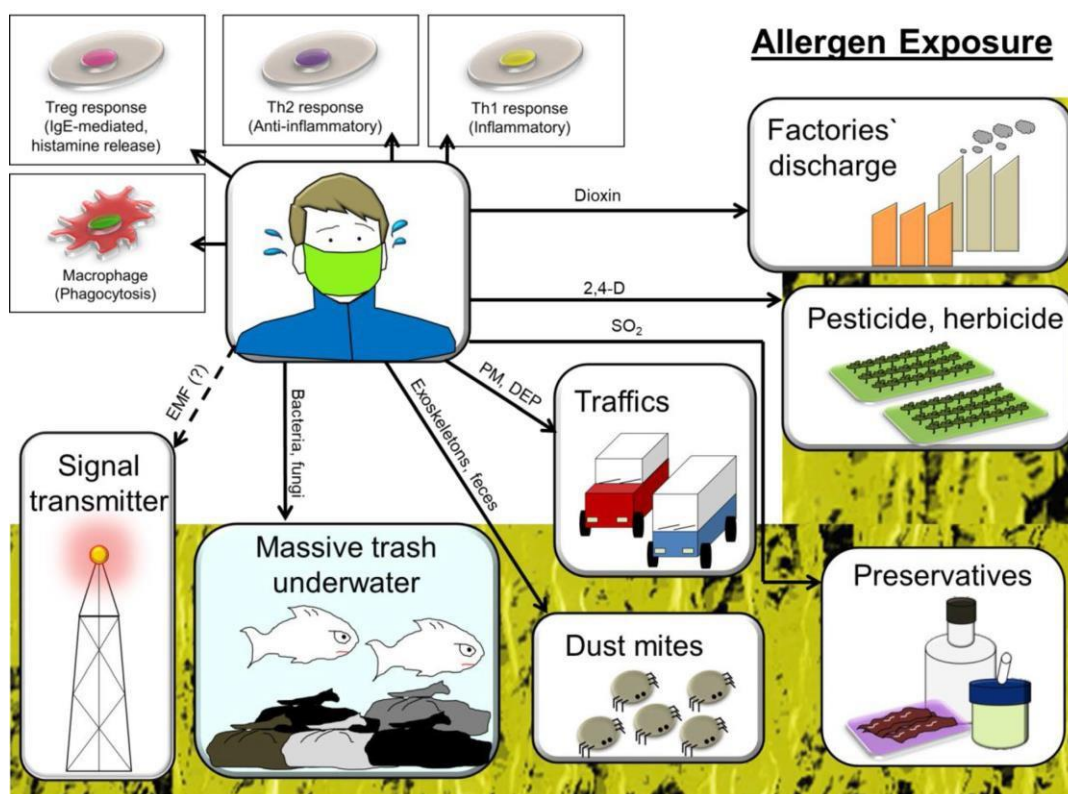 Allergen Exposure
Treg response
(IgE-mediated,
histamine release)
Th2 response
(Anti-inflammatory)
Th1 response
(Inflammatory)
Macrophage
(Phagocytosis)
Dioxin
Factories`
discharge
2,4-D
Pesticide, herbicide
SO₂
PM, DEP
Traffics
EMF (?)
Bacteria, fungi
Exoskeletons, feces
Signal
transmitter
Massive trash
underwater
Dust mites
Preservatives